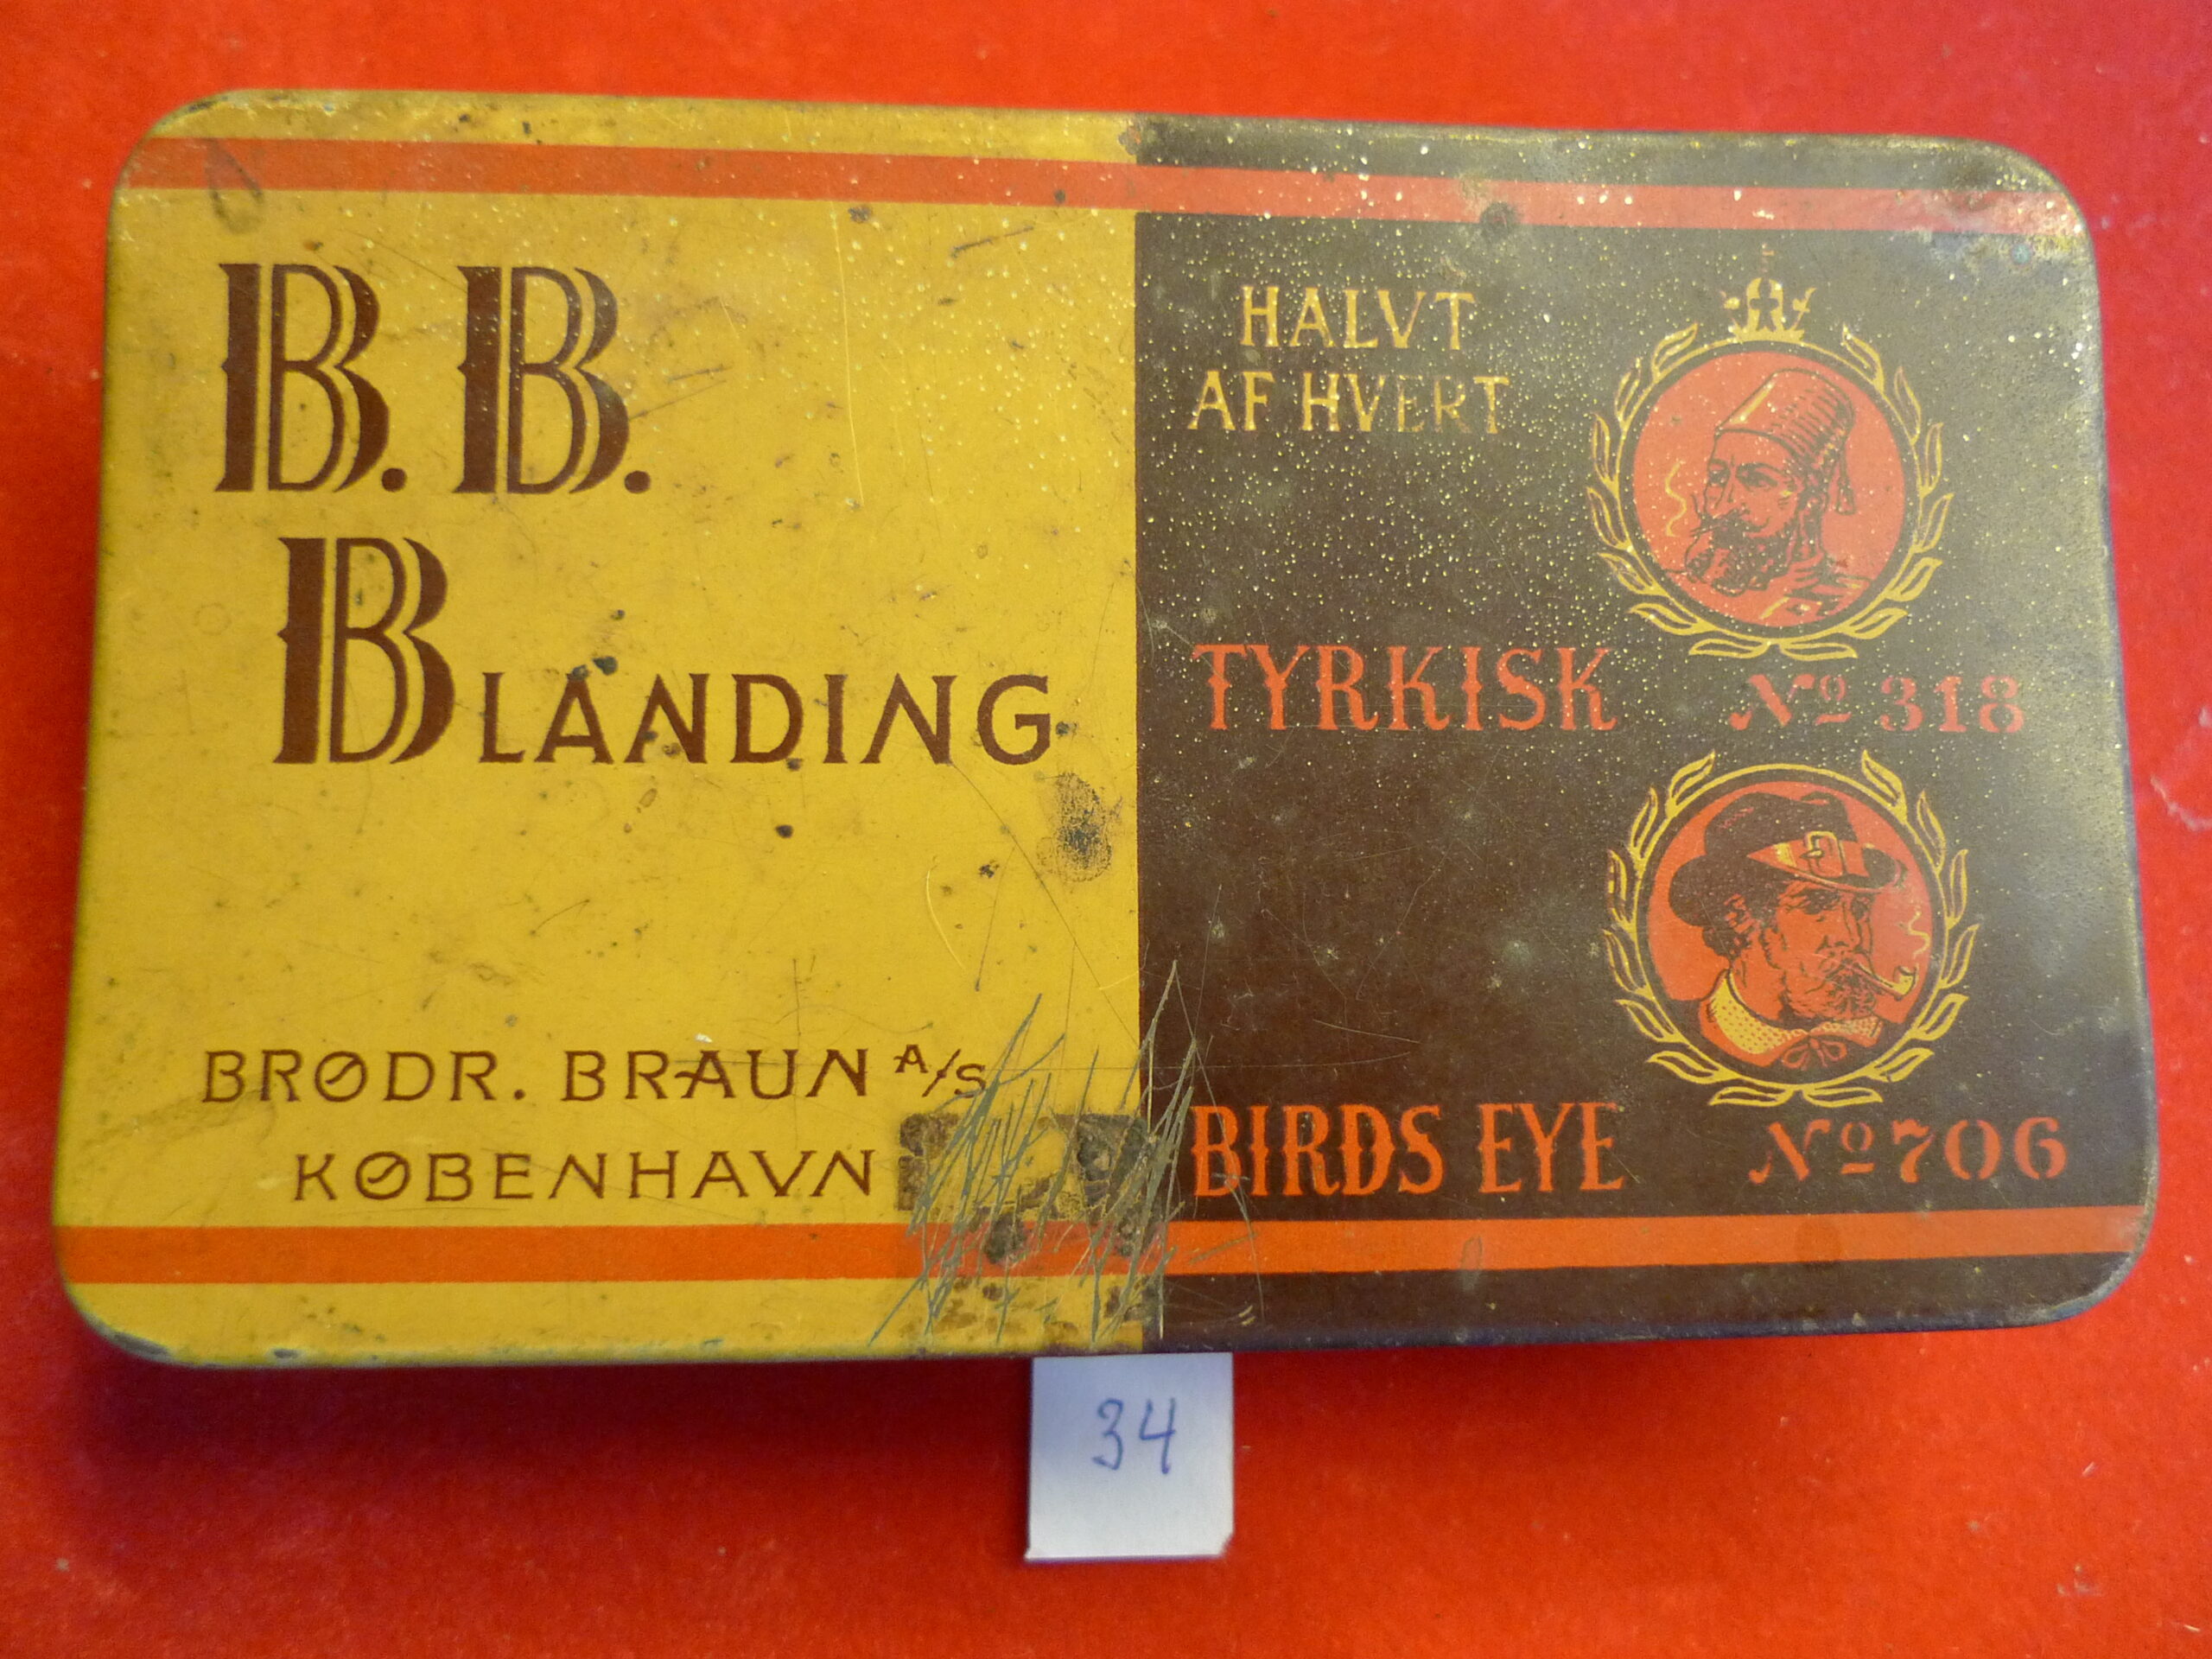 B. B.
BLANDING
BRØDR. BRAUN A/S
KØBENHAVN
HALVT
AF HVERT
TYRKISK No 318
BIRDS EYE No 706
34